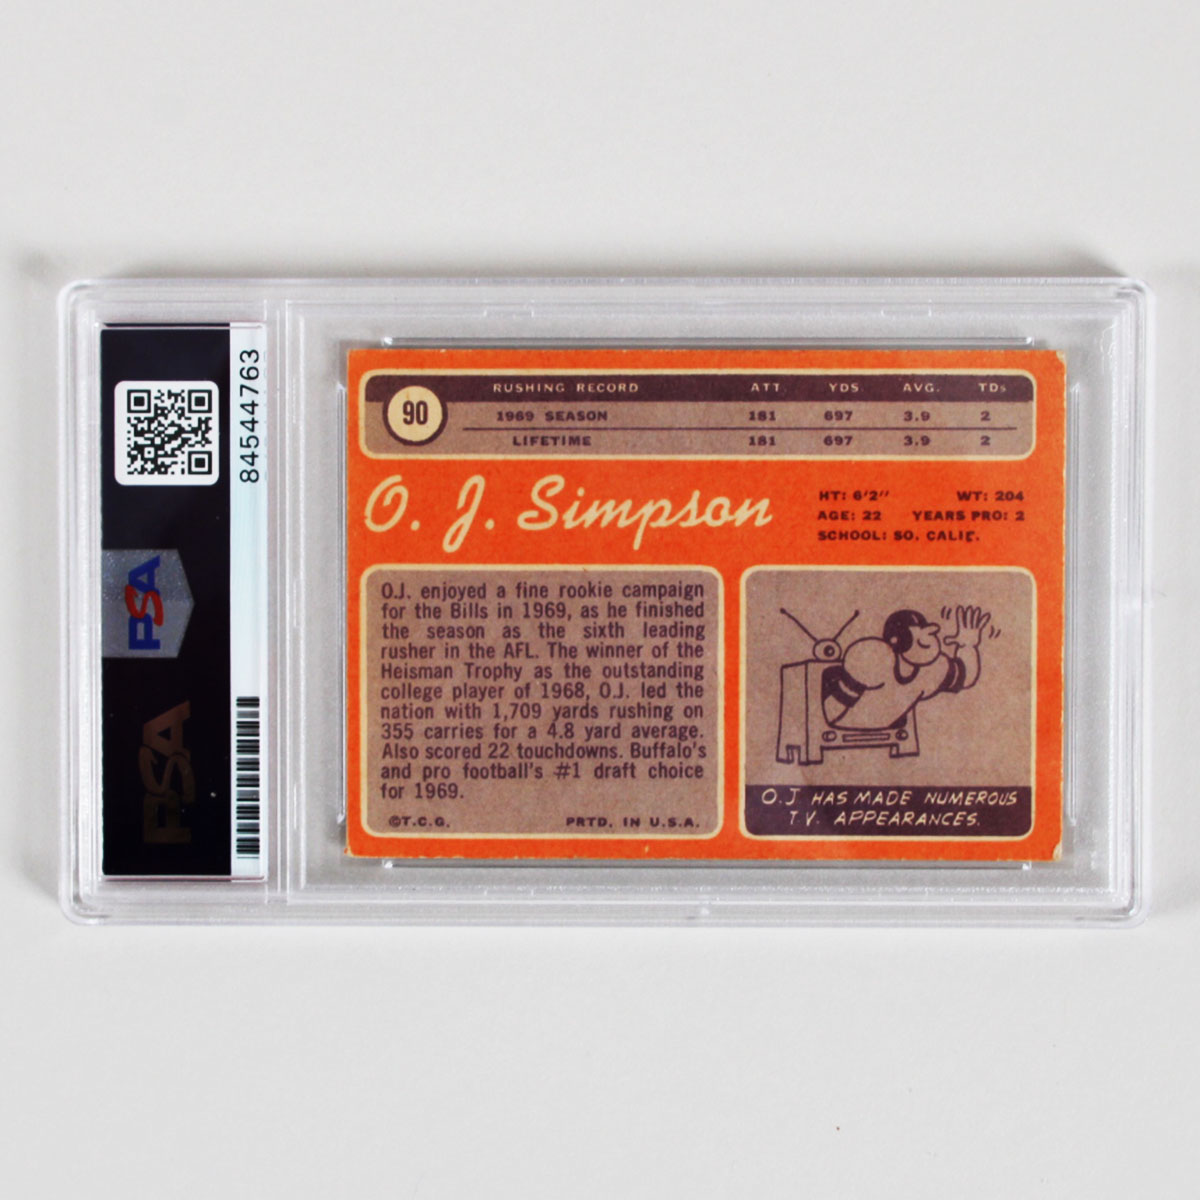 84544763
PSA
PSA
90
RUSHING RECORD ATT. YDS. AVG. TDs
1969 SEASON 181 697 3.9 2
LIFETIME 181 697 3.9 2
O. J. Simpson
HT: 6'2" WT: 204
AGE: 22 YEARS PRO: 2
SCHOOL: SO. CALIF.
O.J. enjoyed a fine rookie campaign
for the Bills in 1969, as he finished
the season as the sixth leading
rusher in the AFL. The winner of the
Heisman Trophy as the outstanding
college player of 1968, O.J. led the
nation with 1,709 yards rushing on
355 carries for a 4.8 yard average.
Also scored 22 touchdowns. Buffalo's
and pro football's #1 draft choice
for 1969.
©T.C.G. PRTD. IN U.S.A.
O.J. HAS MADE NUMEROUS
T.V. APPEARANCES.